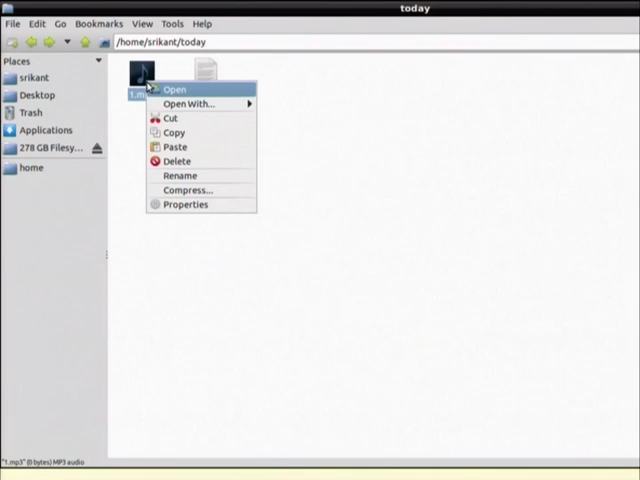 today
File Edit Go Bookmarks View Tools Help
/home/srikant/today
Places
srikant
Desktop
Trash
Applications
278 GB Filesy...
home
Open
Open With...
Cut
Copy
Paste
Delete
Rename
Compress...
Properties
"1.mp3" (0 bytes) MP3 audio